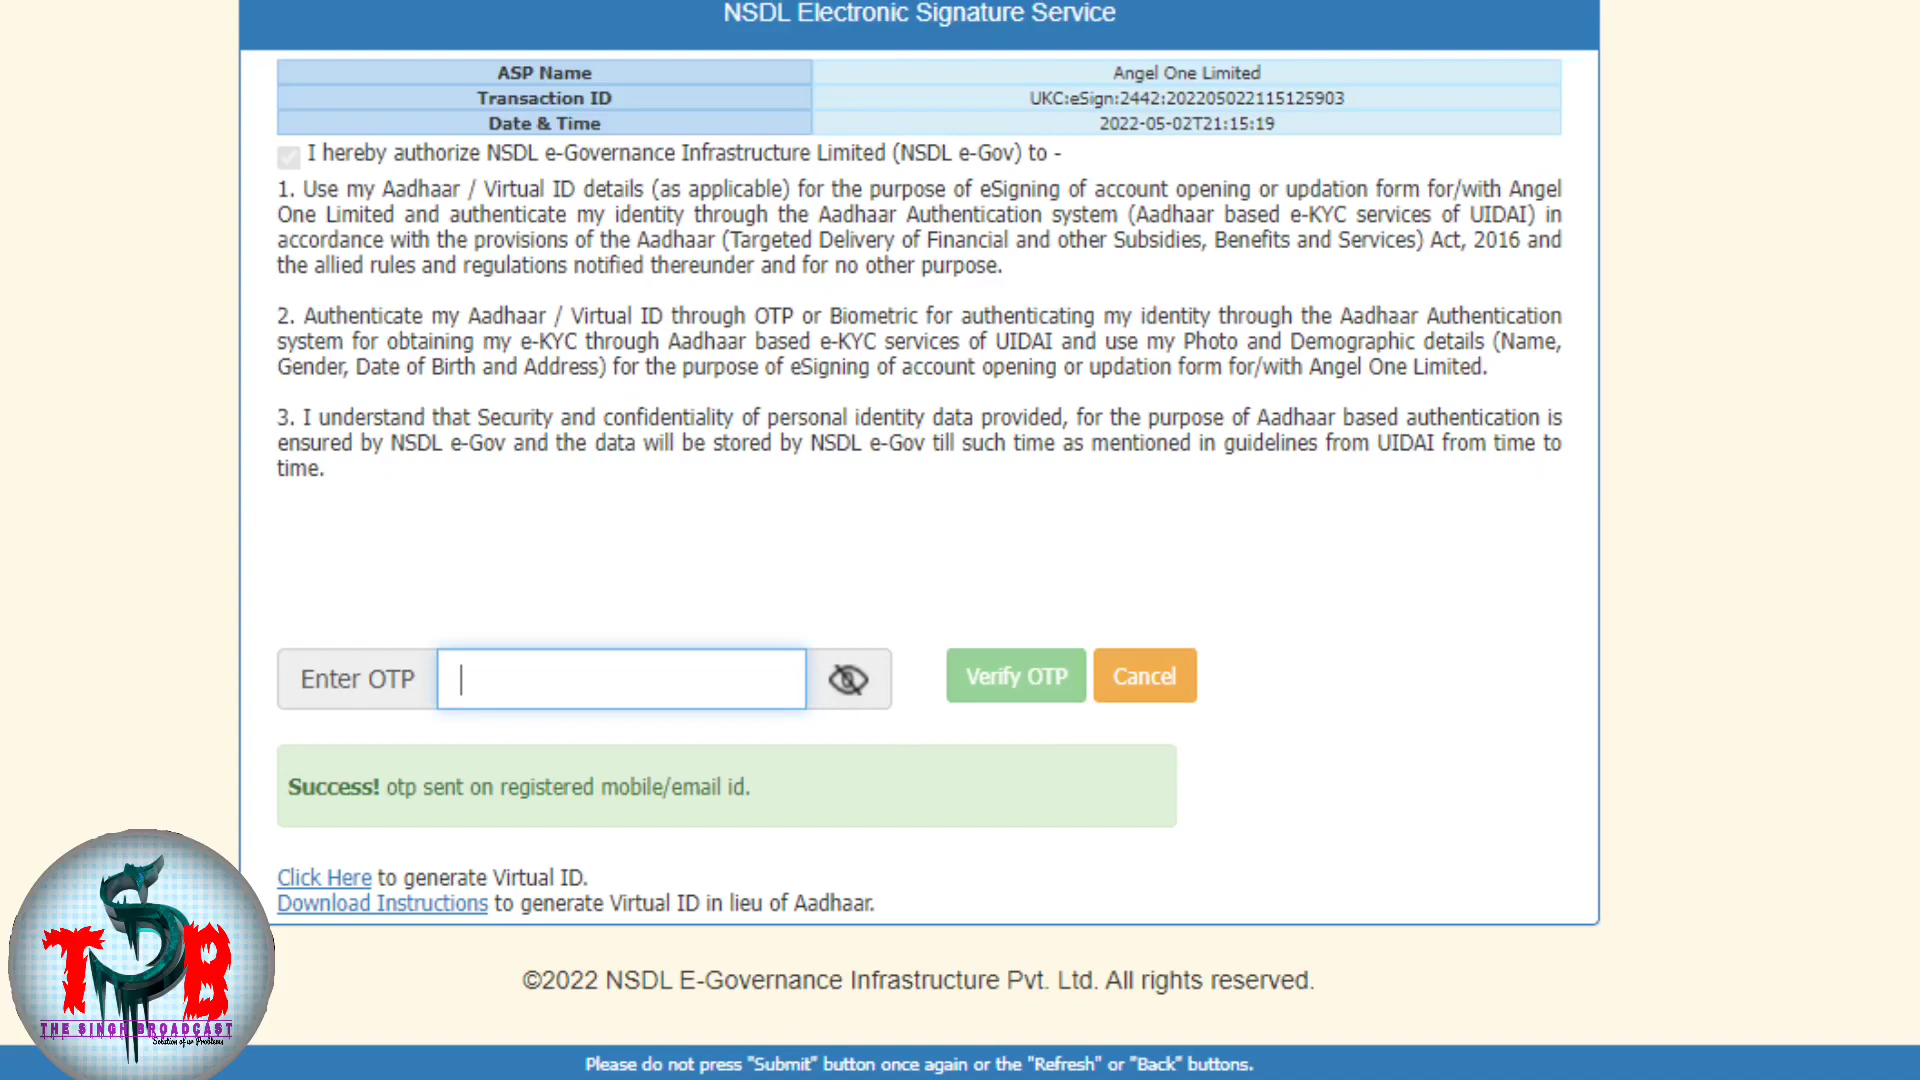 NSDL Electronic Signature Service
ASP Name Angel One Limited
Transaction ID UKC:eSign:2442:202205022115125903
Date & Time 2022-05-02T21:15:19
I hereby authorize NSDL e-Governance Infrastructure Limited (NSDL e-Gov) to -
1. Use my Aadhaar / Virtual ID details (as applicable) for the purpose of eSigning of account opening or updation form for/with Angel
One Limited and authenticate my identity through the Aadhaar Authentication system (Aadhaar based e-KYC services of UIDAI) in
accordance with the provisions of the Aadhaar (Targeted Delivery of Financial and other Subsidies, Benefits and Services) Act, 2016 and
the allied rules and regulations notified thereunder and for no other purpose.
2. Authenticate my Aadhaar / Virtual ID through OTP or Biometric for authenticating my identity through the Aadhaar Authentication
system for obtaining my e-KYC through Aadhaar based e-KYC services of UIDAI and use my Photo and Demographic details (Name,
Gender, Date of Birth and Address) for the purpose of eSigning of account opening or updation form for/with Angel One Limited.
3. I understand that Security and confidentiality of personal identity data provided, for the purpose of Aadhaar based authentication is
ensured by NSDL e-Gov and the data will be stored by NSDL e-Gov till such time as mentioned in guidelines from UIDAI from time to
time.
Enter OTP Verify OTP Cancel
Success! otp sent on registered mobile/email id.
Click Here to generate Virtual ID.
Download Instructions to generate Virtual ID in lieu of Aadhaar.
TSB
THE SINGH BROADCAST
Solution of ur Problems
©2022 NSDL E-Governance Infrastructure Pvt. Ltd. All rights reserved.
Please do not press "Submit" button once again or the "Refresh" or "Back" buttons.